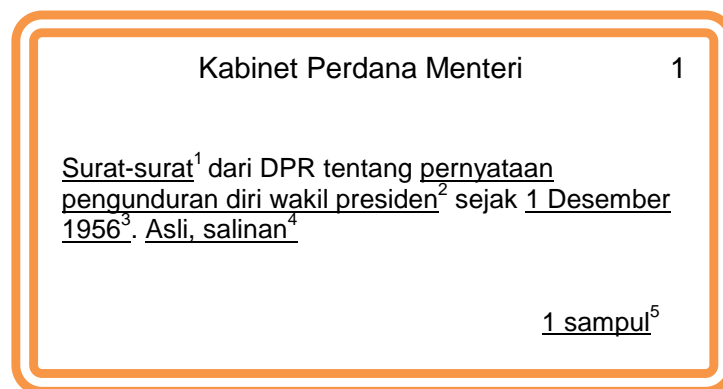 Kabinet Perdana Menteri 1
Surat-surat¹ dari DPR tentang pernyataan
pengunduran diri wakil presiden² sejak 1 Desember
1956³. Asli, salinan⁴
1 sampul⁵